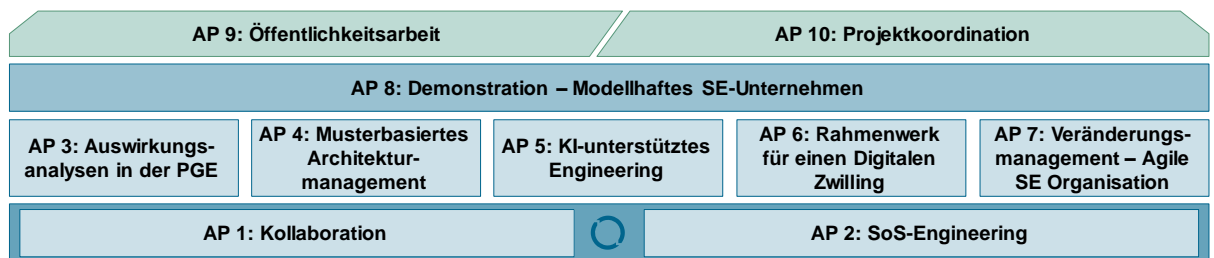 AP 9: Öffentlichkeitsarbeit
AP 10: Projektkoordination
AP 8: Demonstration – Modellhaftes SE-Unternehmen
AP 3: Auswirkungs-
analysen in der PGE
AP 4: Musterbasiertes
Architektur-
management
AP 5: KI-unterstütztes
Engineering
AP 6: Rahmenwerk
für einen Digitalen
Zwilling
AP 7: Veränderungs-
management – Agile
SE Organisation
AP 1: Kollaboration
AP 2: SoS-Engineering